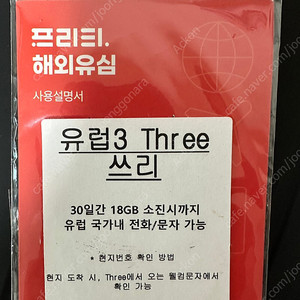 프리티.
해외유심
사용설명서
유럽3 Three
쓰리
30일간 18GB 소진시까지
유럽 국가내 전화/문자 가능
* 현지번호 확인 방법
현지 도착 시, Three에서 오는 웰컴문자에서
확인 가능